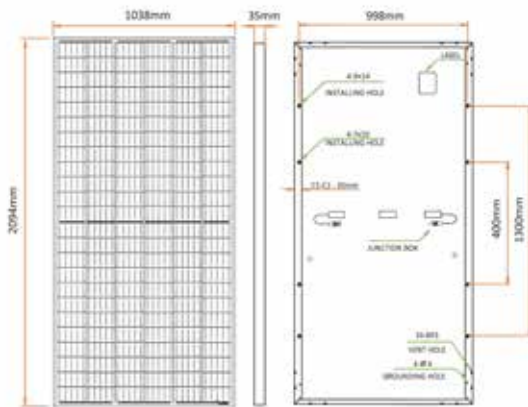 1038mm
35mm
998mm
2094mm
LABEL
INSTALLING HOLE
INSTALLING HOLE
400mm
1300mm
JUNCTION BOX
VENT HOLE
GROUNDING HOLE